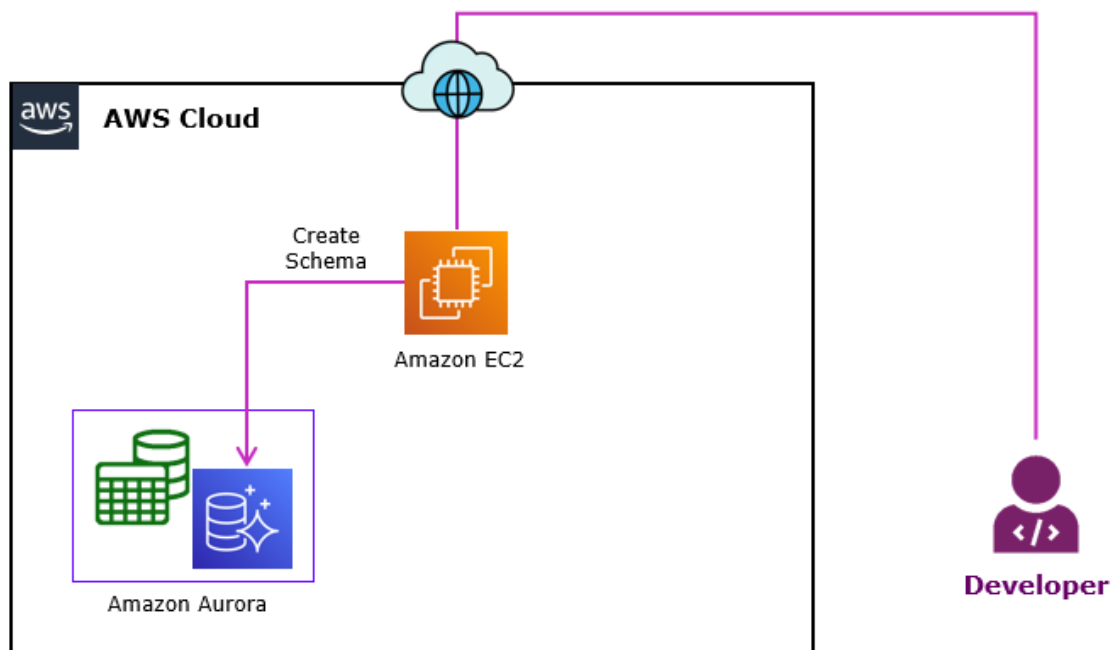 aws
AWS Cloud
Create
Schema
Amazon EC2
Amazon Aurora
</>
Developer